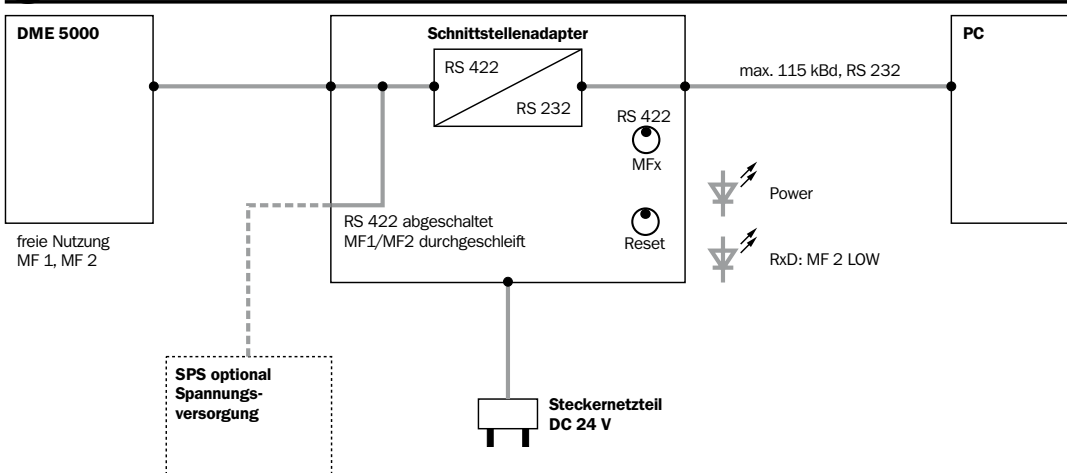 DME 5000
Schnittstellenadapter
PC
RS 422
RS 232
max. 115 kBd, RS 232
RS 422
MFx
Power
RS 422 abgeschaltet
MF1/MF2 durchgeschleift
Reset
freie Nutzung
MF 1, MF 2
RxD: MF 2 LOW
SPS optional
Spannungs-
versorgung
Steckernetzteil
DC 24 V